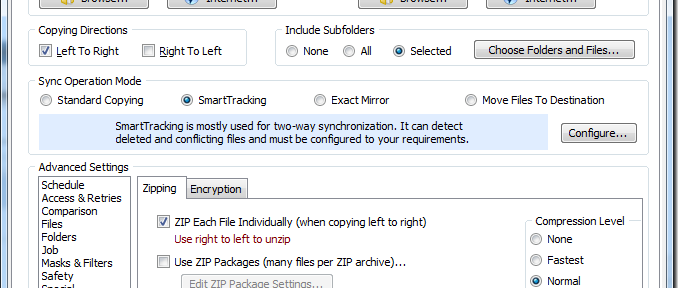 Browse... Internet... Browse... Internet...
Copying Directions
Include Subfolders
Left To Right Right To Left
None All Selected Choose Folders and Files...
Sync Operation Mode
Standard Copying SmartTracking Exact Mirror Move Files To Destination
SmartTracking is mostly used for two-way synchronization. It can detect
deleted and conflicting files and must be configured to your requirements.
Configure...
Advanced Settings
Schedule
Access & Retries
Comparison
Files
Folders
Job
Masks & Filters
Safety
Special
Zipping Encryption
ZIP Each File Individually (when copying left to right)
Use right to left to unzip
Use ZIP Packages (many files per ZIP archive)...
Edit ZIP Package Settings...
Compression Level
None
Fastest
Normal